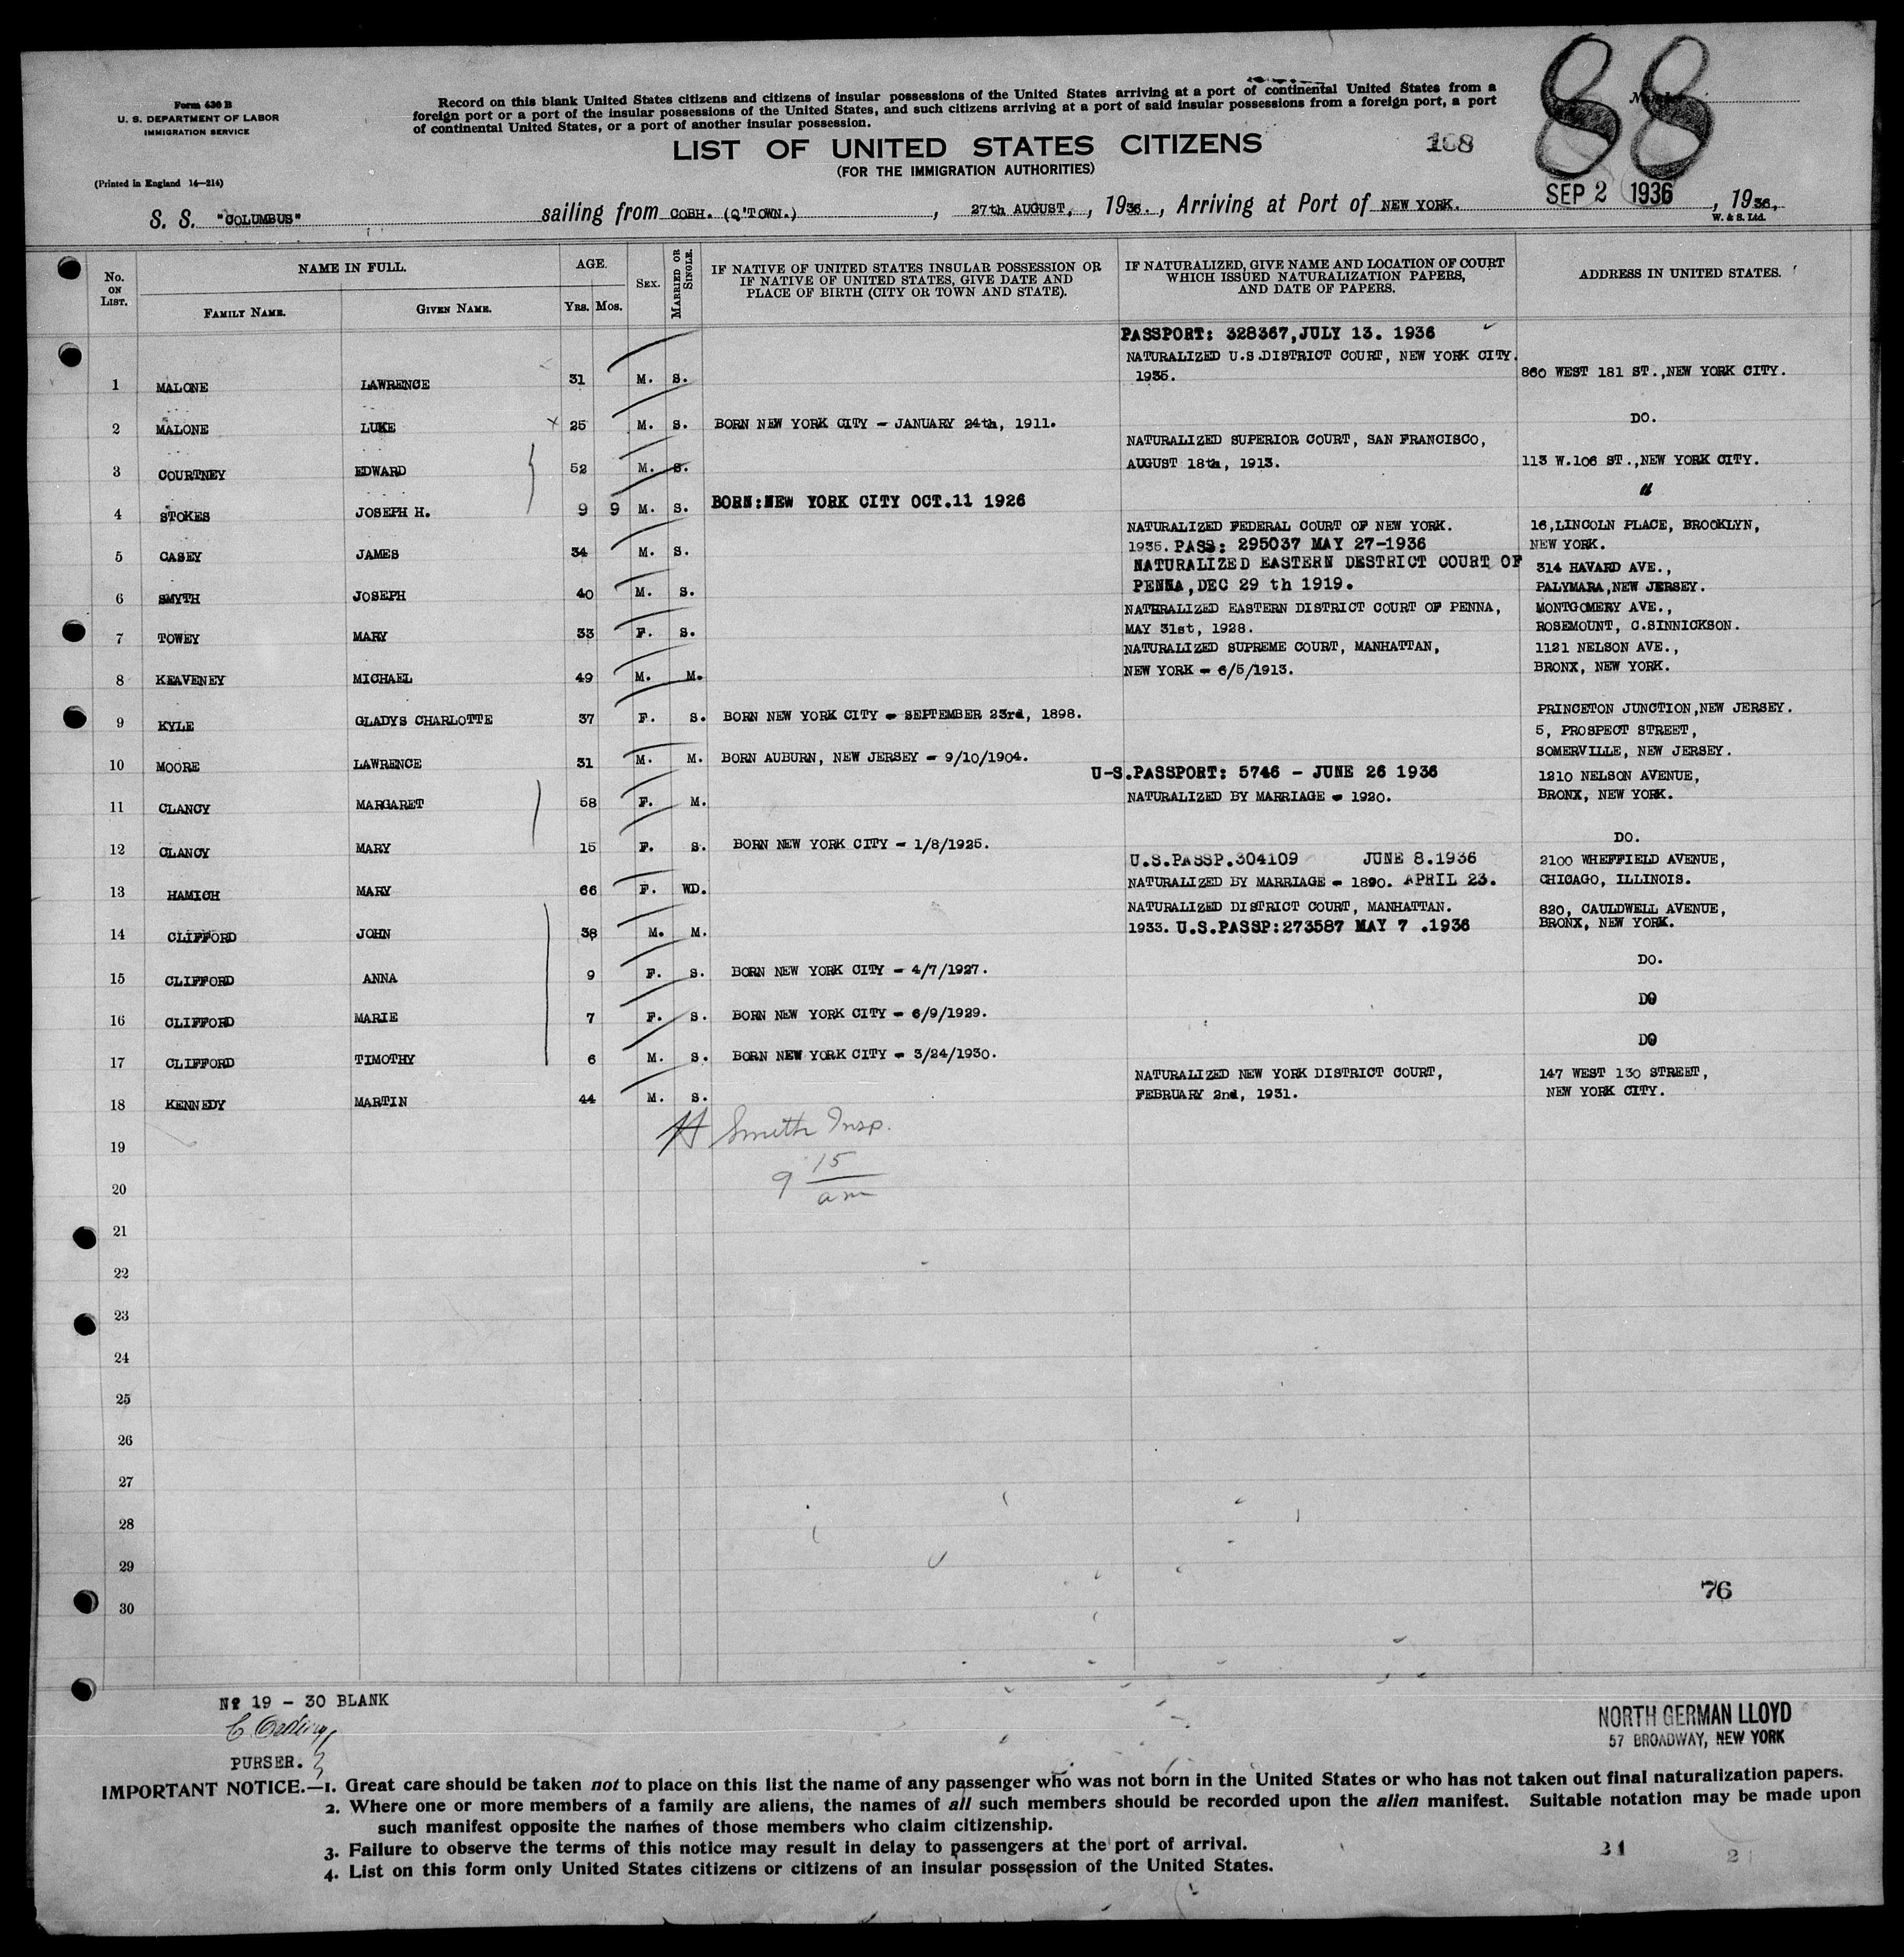 Form 630 B
U. S. DEPARTMENT OF LABOR
IMMIGRATION SERVICE
(Printed in England 14—214)
Record on this blank United States citizens and citizens of insular possessions of the United States arriving at a port of continental United States from a
foreign port or a port of the insular possessions of the United States, and such citizens arriving at a port of said insular possessions from a foreign port, a port
of continental United States, or a port of another insular possession.
88
LIST OF UNITED STATES CITIZENS
168
(FOR THE IMMIGRATION AUTHORITIES)
S. S. "COLUMBUS" sailing from COBH. (Q'TOWN.), 27th AUGUST, , 1936. , Arriving at Port of NEW YORK. SEP 2 1936 , 1936,
W. & S. Ltd.
No. ON LIST. NAME IN FULL. FAMILY NAME. GIVEN NAME. AGE. YRS. MOS. SEX. MARRIED OR SINGLE. IF NATIVE OF UNITED STATES INSULAR POSSESSION OR IF NATIVE OF UNITED STATES, GIVE DATE AND PLACE OF BIRTH (CITY OR TOWN AND STATE). IF NATURALIZED, GIVE NAME AND LOCATION OF COURT WHICH ISSUED NATURALIZATION PAPERS, AND DATE OF PAPERS. ADDRESS IN UNITED STATES.
PASSPORT: 328367,JULY 13. 1936
NATURALIZED U.S.DISTRICT COURT, NEW YORK CITY.
1 MALONE LAWRENCE 31 M. S. 1935. 860 WEST 181 ST.,NEW YORK CITY.
2 MALONE LUKE x 25 M. S. BORN NEW YORK CITY - JANUARY 24th, 1911. DO.
NATURALIZED SUPERIOR COURT, SAN FRANCISCO,
3 COURTNEY EDWARD 52 M. S. AUGUST 18th, 1913. 113 W.106 ST.,NEW YORK CITY.
4 STOKES JOSEPH H. 9 9 M. S. BORN:NEW YORK CITY OCT.11 1926 "
NATURALIZED FEDERAL COURT OF NEW YORK. 16,LINCOLN PLACE, BROOKLYN,
5 CASEY JAMES 34 M. S. 1935. PASS: 295037 MAY 27-1936 NEW YORK.
NATURALIZED EASTERN DESTRICT COURT OF 314 HAVARD AVE.,
6 SMYTH JOSEPH 40 M. S. PENNA,DEC 29 th 1919. PALYMARA,NEW JERSEY.
NATURALIZED EASTERN DISTRICT COURT OF PENNA, MONTGOMERY AVE.,
7 TOWEY MARY 33 F. S. MAY 31st, 1928. ROSEMOUNT, C.SINNICKSON.
NATURALIZED SUPREME COURT, MANHATTAN, 1121 NELSON AVE.,
8 KEAVENEY MICHAEL 49 M. M. NEW YORK - 6/5/1913. BRONX, NEW YORK.
9 KYLE GLADYS CHARLOTTE 37 F. S. BORN NEW YORK CITY - SEPTEMBER 23rd, 1898. PRINCETON JUNCTION,NEW JERSEY.
5, PROSPECT STREET,
10 MOORE LAWRENCE 31 M. M. BORN AUBURN, NEW JERSEY - 9/10/1904. SOMERVILLE, NEW JERSEY.
U-S.PASSPORT: 5746 - JUNE 26 1936 1210 NELSON AVENUE,
11 CLANCY MARGARET 58 F. M. NATURALIZED BY MARRIAGE - 1920. BRONX, NEW YORK.
12 CLANCY MARY 15 F. S. BORN NEW YORK CITY - 1/8/1925. DO.
U.S.PASSP.304109 JUNE 8.1936 2100 WHEFFIELD AVENUE,
13 HAMICH MARY 66 F. WD. NATURALIZED BY MARRIAGE - 1890. APRIL 23. CHICAGO, ILLINOIS.
NATURALIZED DISTRICT COURT, MANHATTAN. 820, CAULDWELL AVENUE,
14 CLIFFORD JOHN 38 M. M. 1933. U.S.PASSP:273587 MAY 7 .1936 BRONX, NEW YORK.
15 CLIFFORD ANNA 9 F. S. BORN NEW YORK CITY - 4/7/1927. DO.
16 CLIFFORD MARIE 7 F. S. BORN NEW YORK CITY - 6/9/1929. DO
17 CLIFFORD TIMOTHY 6 M. S. BORN NEW YORK CITY - 3/24/1930. DO
NATURALIZED NEW YORK DISTRICT COURT, 147 WEST 130 STREET,
18 KENNEDY MARTIN 44 M. S. FEBRUARY 2nd, 1931. NEW YORK CITY.
Smith Insp.
19
9 15
am
20
21
22
23
24
25
26
27
28
29
76
30
No 19 - 30 BLANK
PURSER.
NORTH GERMAN LLOYD
57 BROADWAY, NEW YORK
IMPORTANT NOTICE.—1. Great care should be taken not to place on this list the name of any passenger who was not born in the United States or who has not taken out final naturalization papers.
2. Where one or more members of a family are aliens, the names of all such members should be recorded upon the alien manifest. Suitable notation may be made upon
such manifest opposite the names of those members who claim citizenship.
3. Failure to observe the terms of this notice may result in delay to passengers at the port of arrival.
4. List on this form only United States citizens or citizens of an insular possession of the United States.